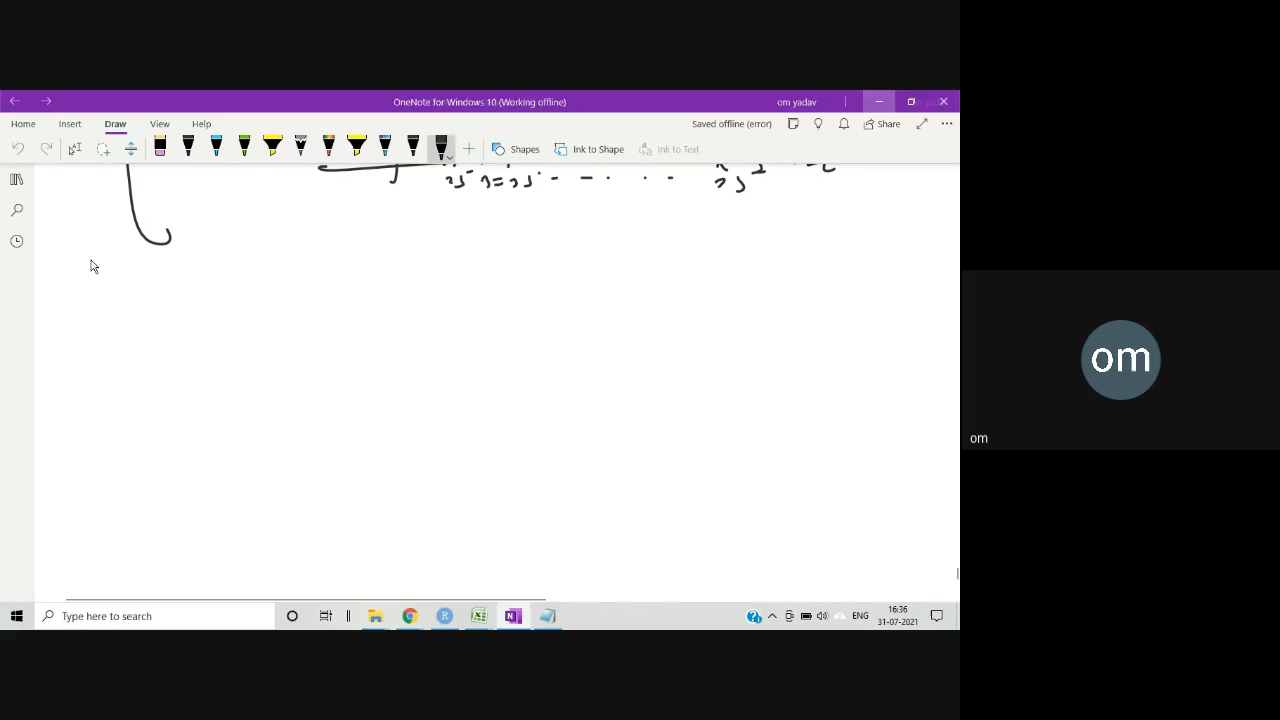 OneNote for Windows 10 (Working offline)
om yadav
Home Insert Draw View Help
Saved offline (error)
Share
Shapes
Ink to Shape
Ink to Text
om
om
Type here to search
ENG
16:36
31-07-2021